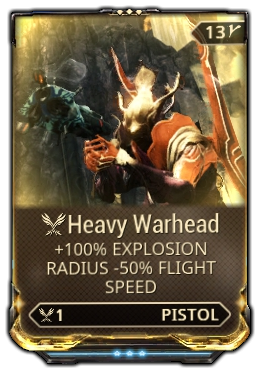 13
Heavy Warhead
+100% EXPLOSION
RADIUS -50% FLIGHT
SPEED
1 PISTOL